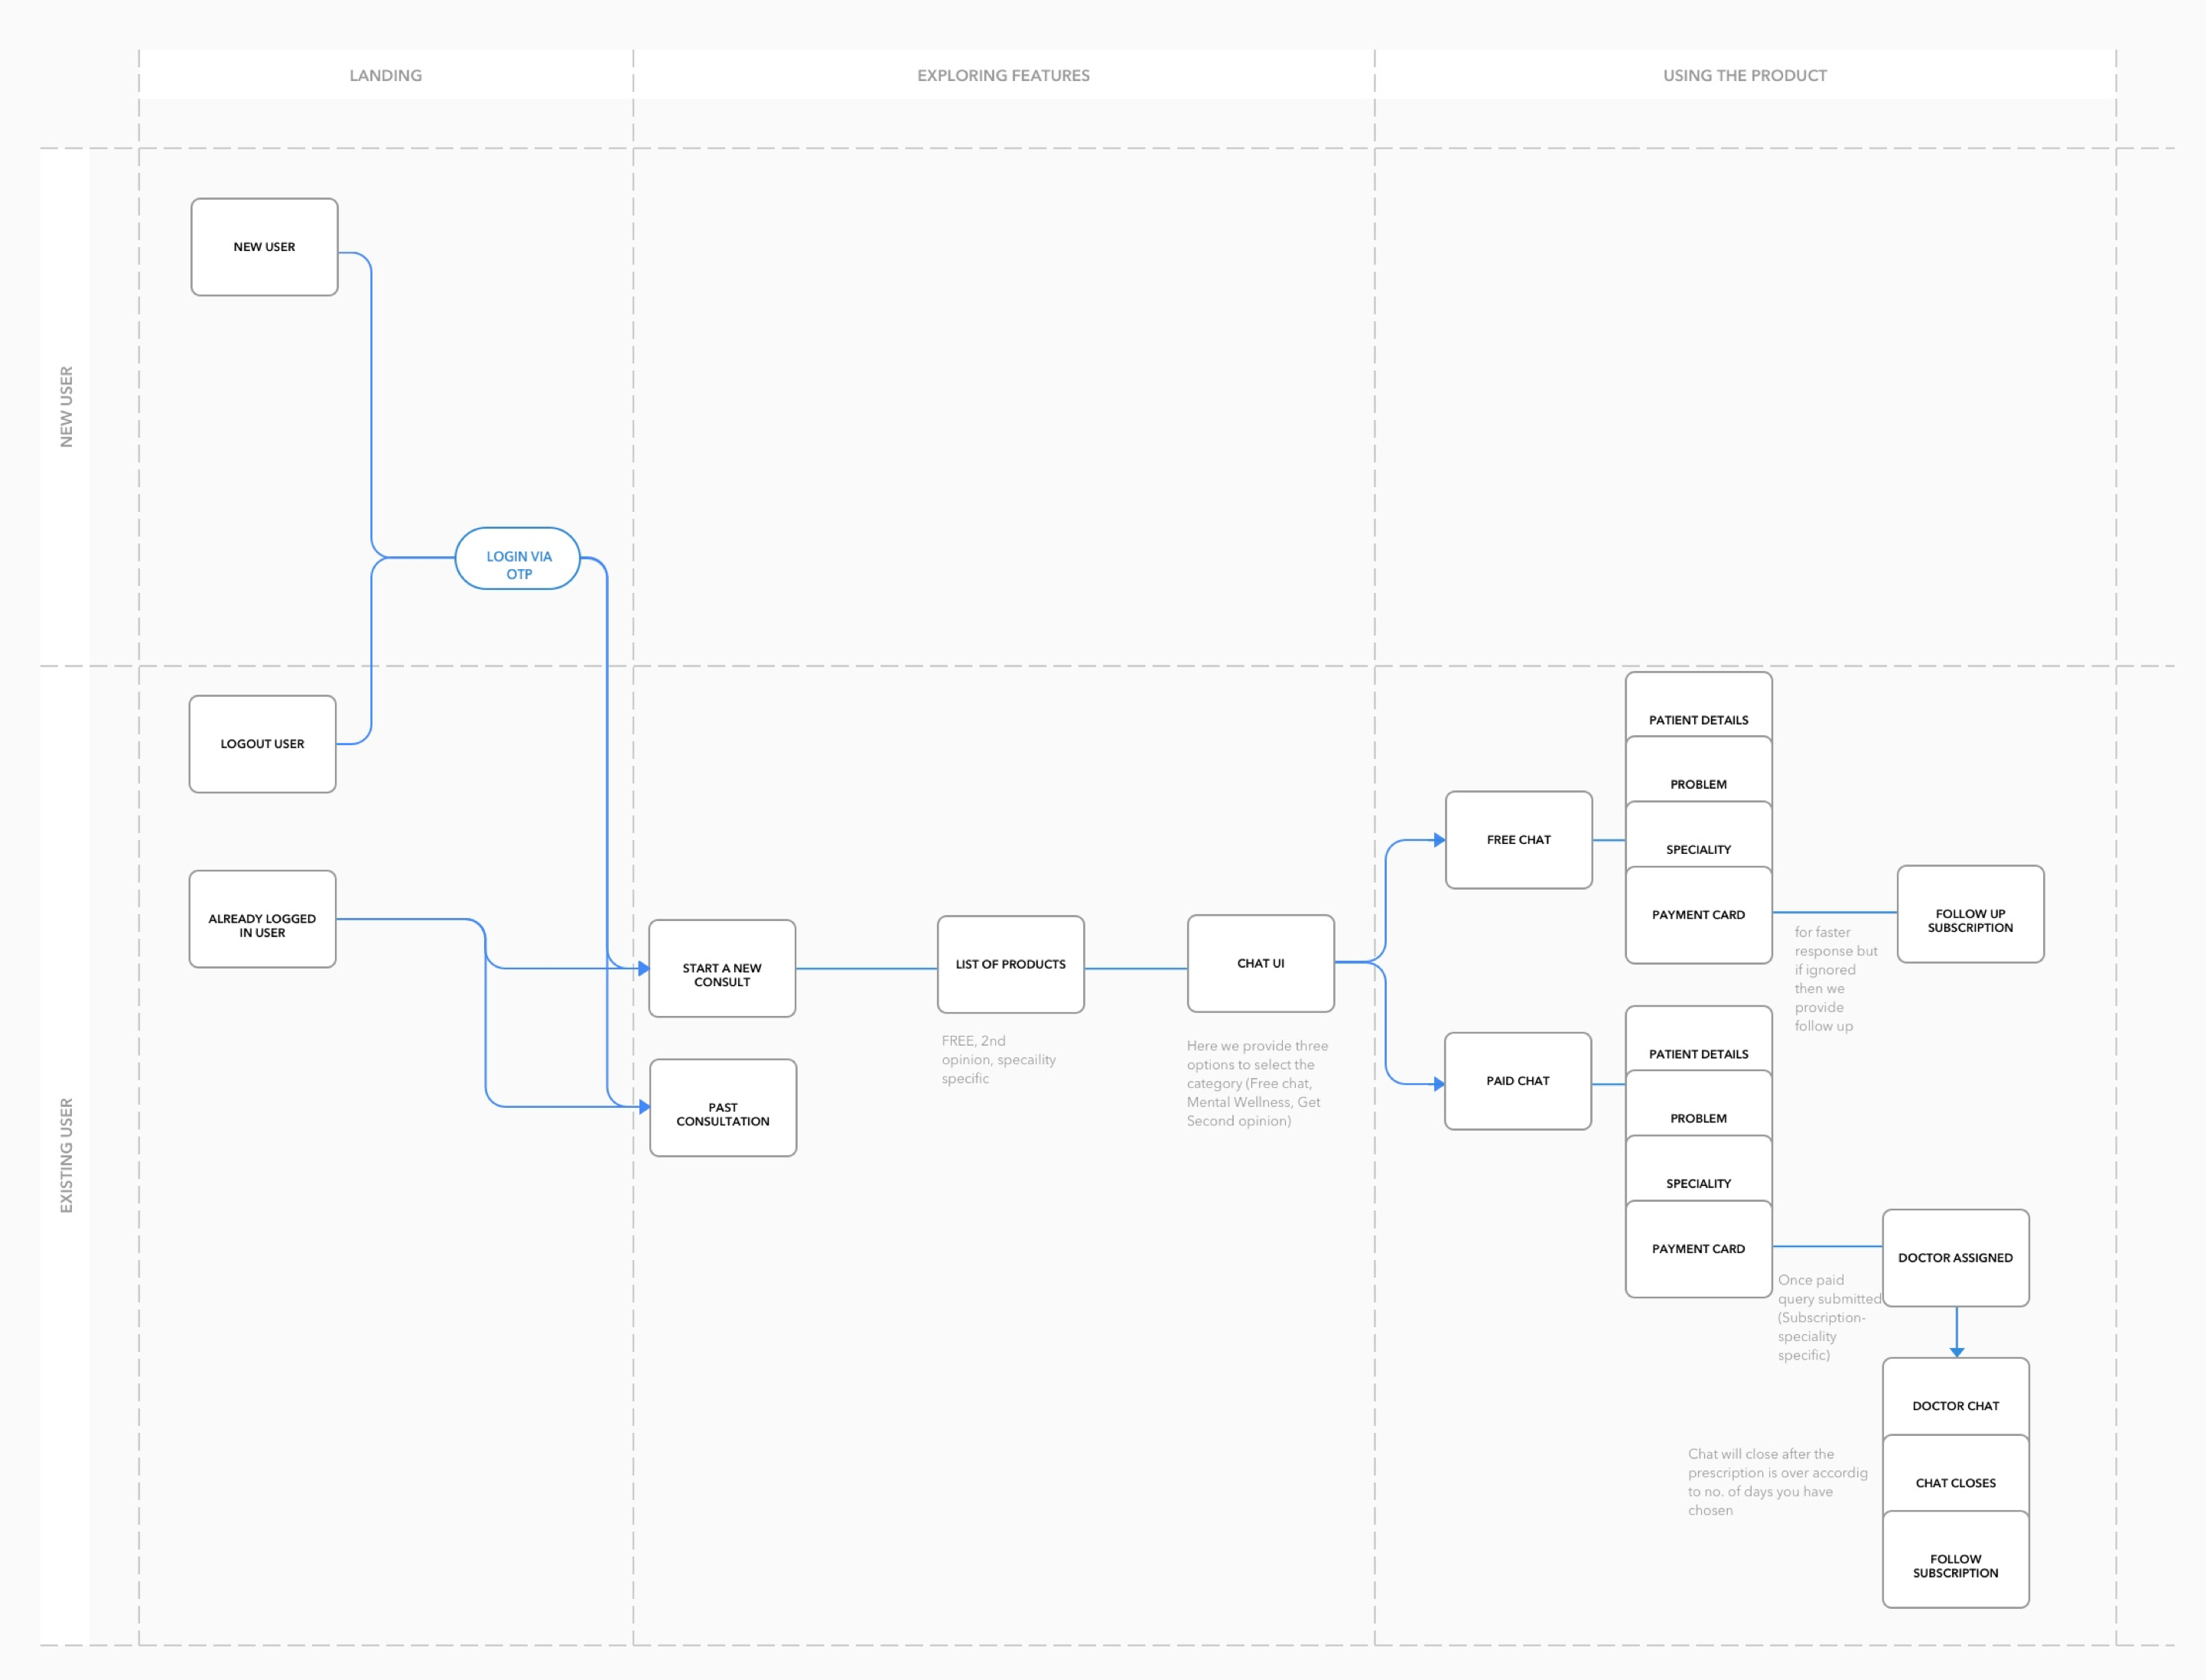 LANDING
EXPLORING FEATURES
USING THE PRODUCT
NEW USER
NEW USER
LOGIN VIA
OTP
EXISTING USER
LOGOUT USER
ALREADY LOGGED
IN USER
START A NEW
CONSULT
PAST
CONSULTATION
LIST OF PRODUCTS
FREE, 2nd
opinion, specaility
specific
CHAT UI
Here we provide three
options to select the
category (Free chat,
Mental Wellness, Get
Second opinion)
FREE CHAT
PATIENT DETAILS
PROBLEM
SPECIALITY
PAYMENT CARD
for faster
response but
if ignored
then we
provide
follow up
FOLLOW UP
SUBSCRIPTION
PAID CHAT
PATIENT DETAILS
PROBLEM
SPECIALITY
PAYMENT CARD
Once paid
query submitted
(Subscription-
speciality
specific)
DOCTOR ASSIGNED
DOCTOR CHAT
Chat will close after the
prescription is over accordig
to no. of days you have
chosen
CHAT CLOSES
FOLLOW
SUBSCRIPTION